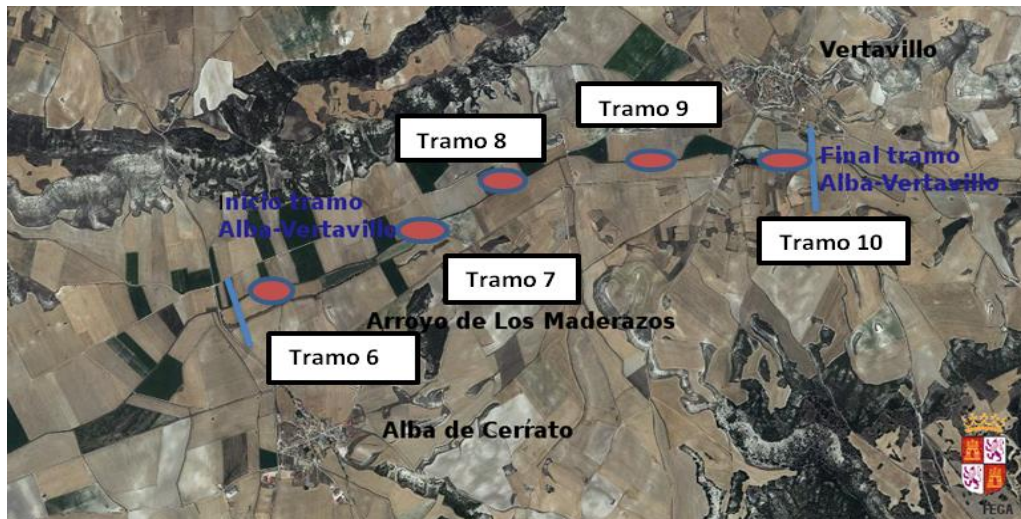 Vertavillo
Tramo 9
Tramo 8
Final tramo
Alba-Vertavillo
Inicio tramo
Alba-Vertavillo
Tramo 10
Tramo 7
Arroyo de Los Maderazos
Tramo 6
Alba de Cerrato
FEGA